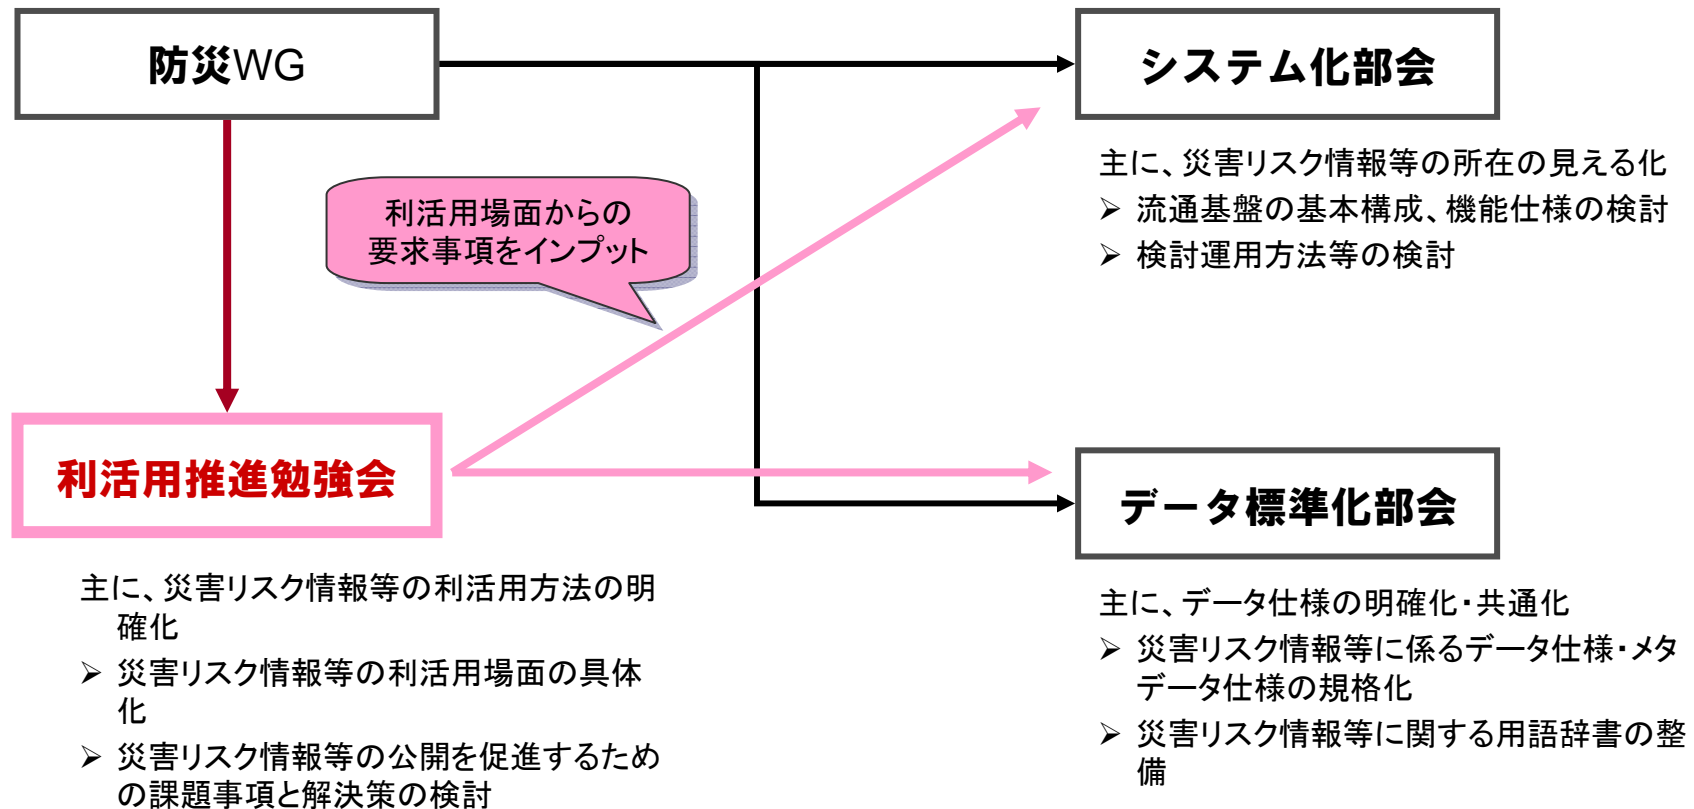 防災WG
システム化部会
主に、災害リスク情報等の所在の見える化
➢ 流通基盤の基本構成、機能仕様の検討
➢ 検討運用方法等の検討
利活用場面からの
要求事項をインプット
利活用推進勉強会
主に、災害リスク情報等の利活用方法の明
確化
➢ 災害リスク情報等の利活用場面の具体
化
➢ 災害リスク情報等の公開を促進するため
の課題事項と解決策の検討
データ標準化部会
主に、データ仕様の明確化・共通化
➢ 災害リスク情報等に係るデータ仕様・メタ
データ仕様の規格化
➢ 災害リスク情報等に関する用語辞書の整
備